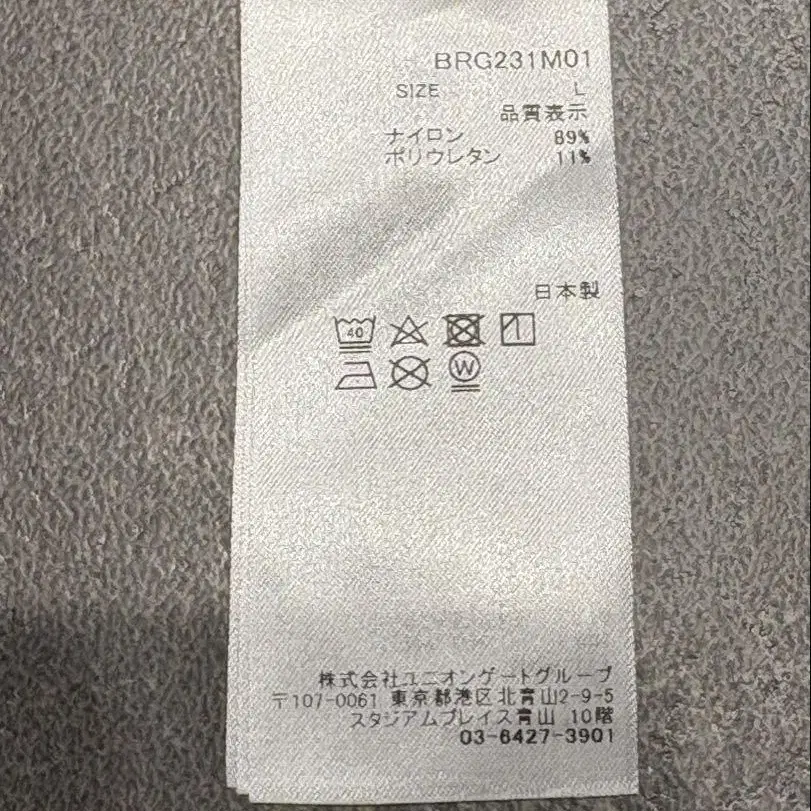 BRG231M01
SIZE L
品質表示
ナイロン 89%
ポリウレタン 11%
日本製
40
W
株式会社ユニオンゲートグループ
〒107-0061 東京都港区北青山2-9-5
スタジアムプレイス青山 10階
03-6427-3901